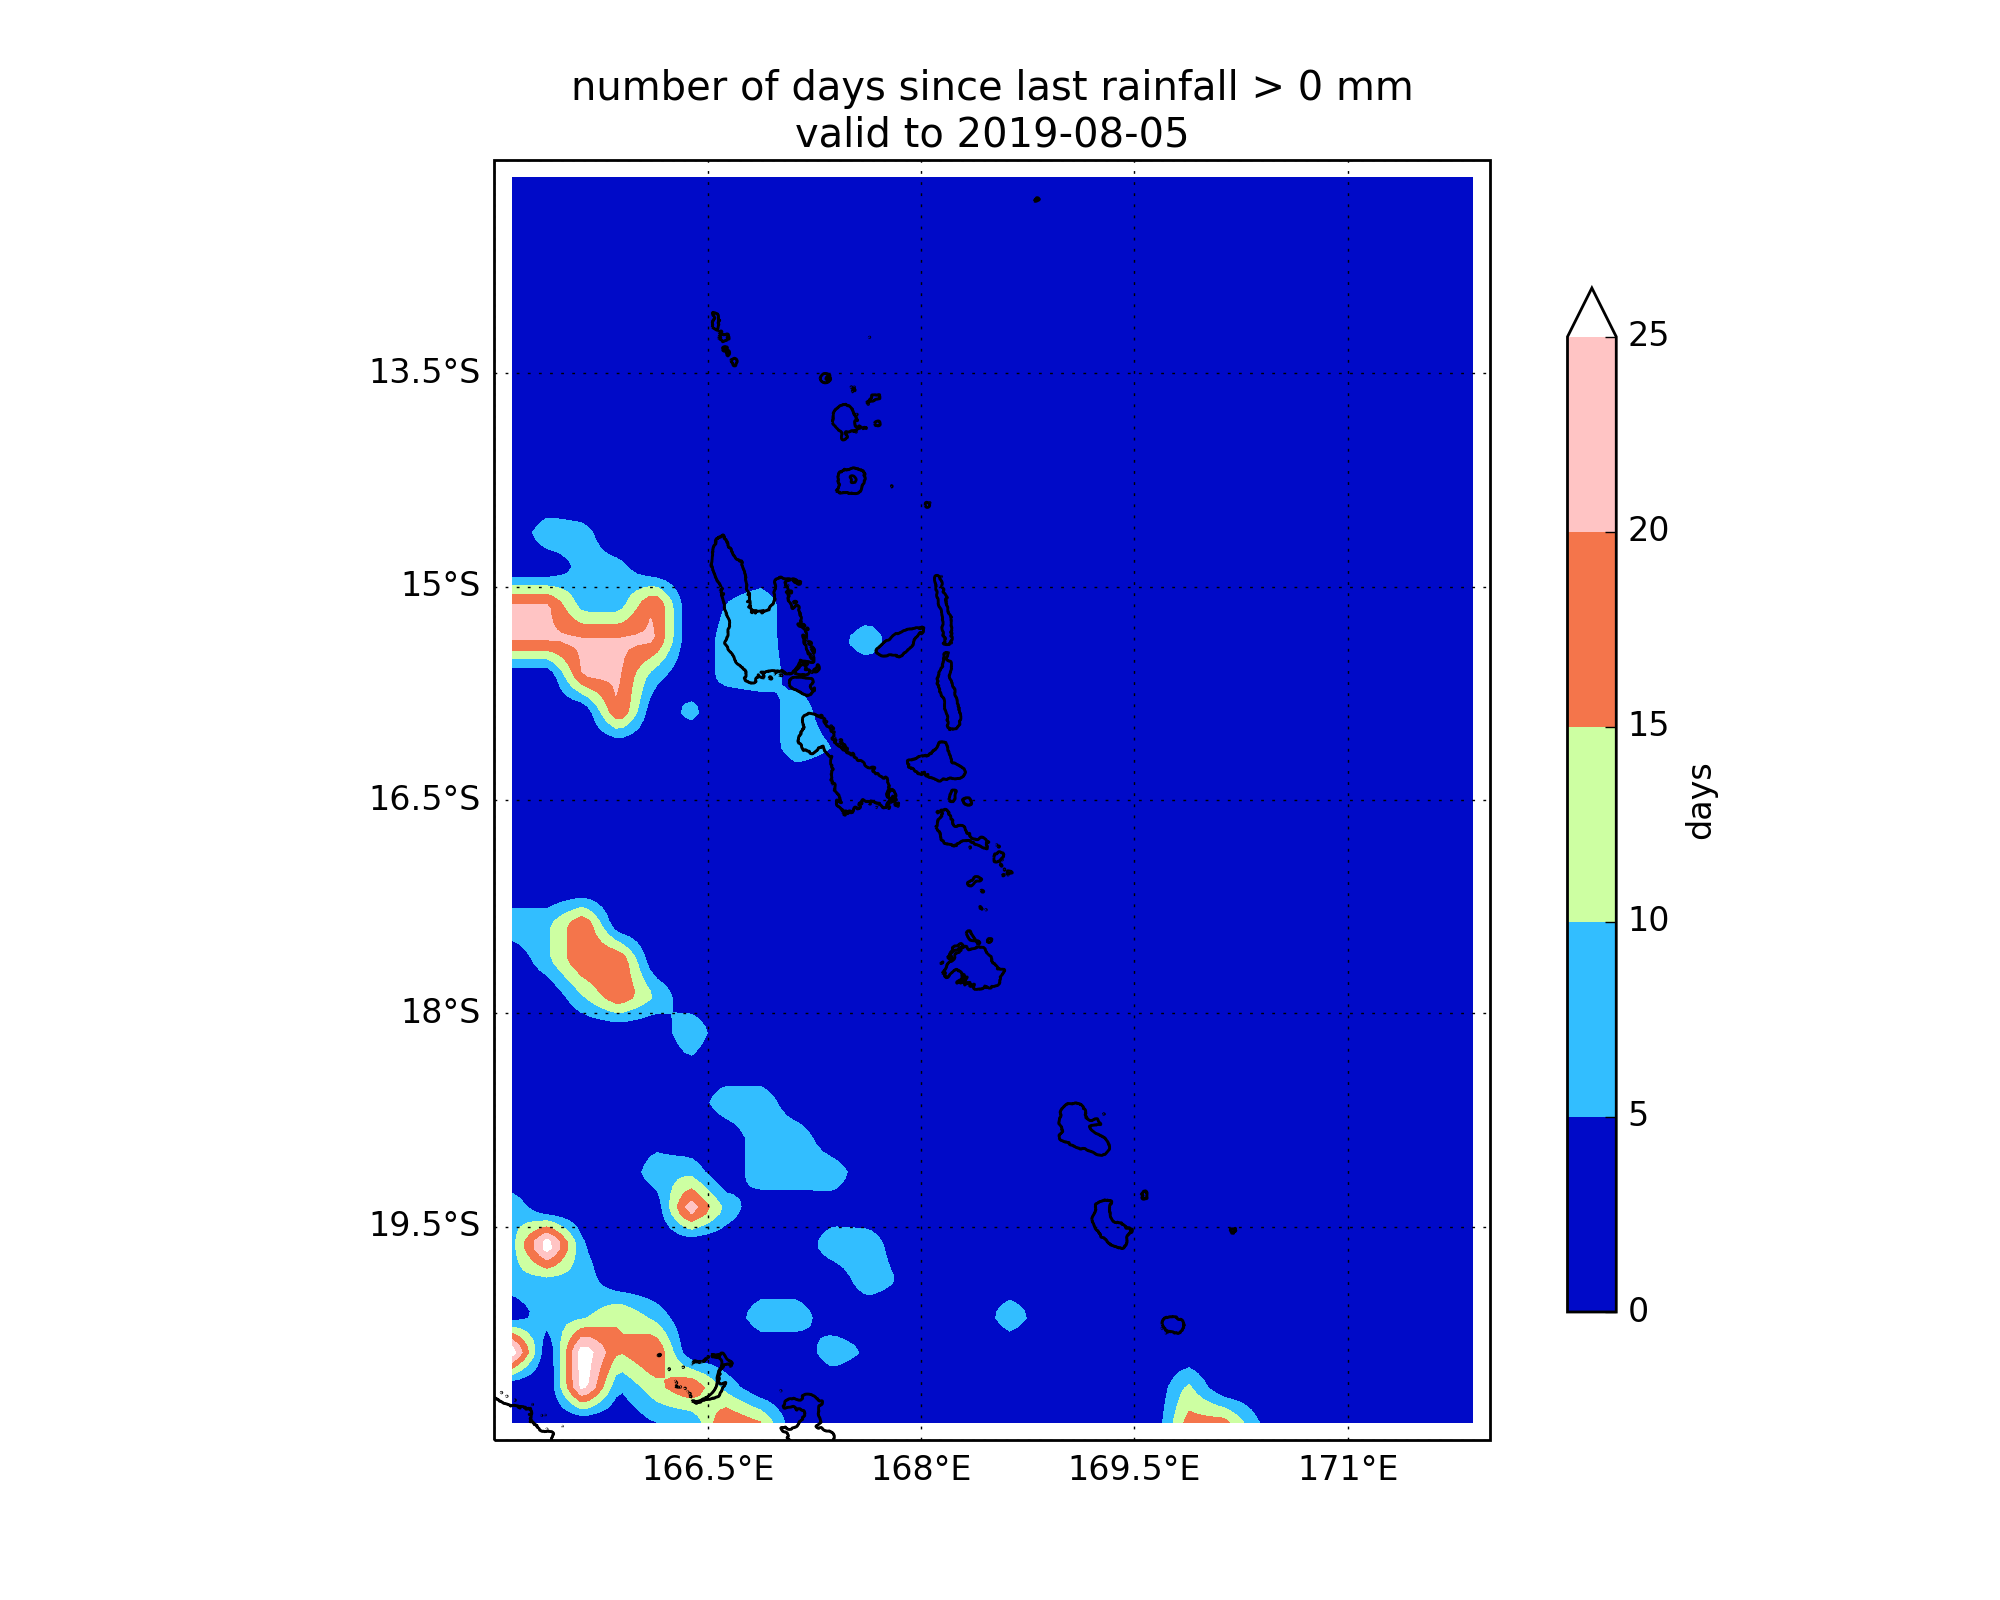 number of days since last rainfall > 0 mm
valid to 2019-08-05
13.5°S
15°S
16.5°S
18°S
19.5°S
166.5°E
168°E
169.5°E
171°E
25
20
15
10
5
0
days